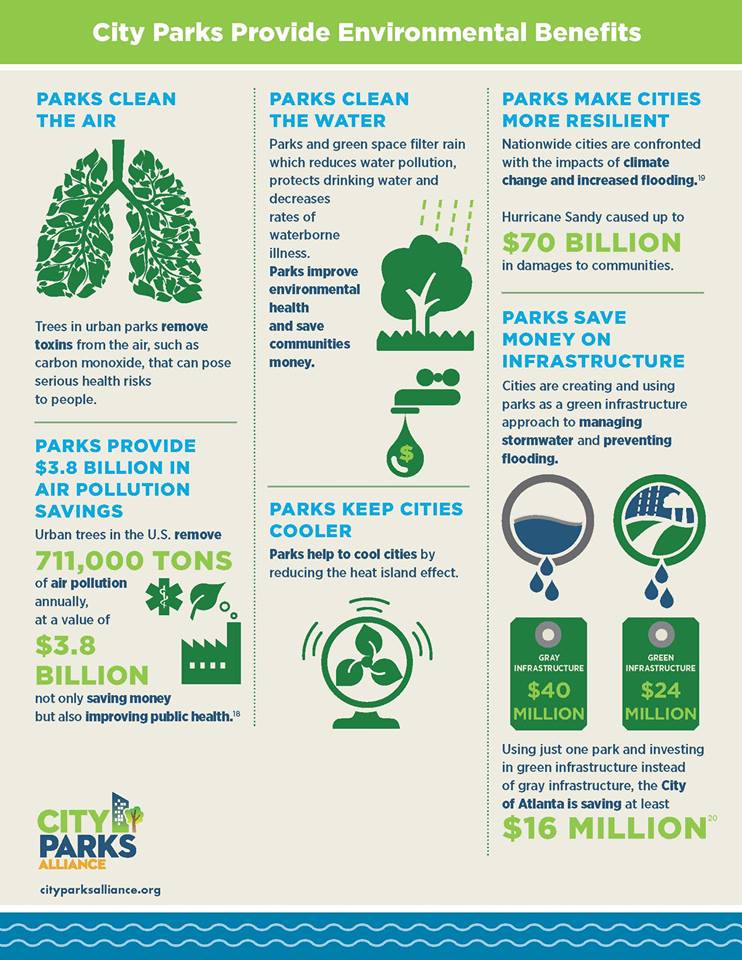 City Parks Provide Environmental Benefits
PARKS CLEAN
THE AIR
Trees in urban parks remove
toxins from the air, such as
carbon monoxide, that can pose
serious health risks
to people.
PARKS PROVIDE
$3.8 BILLION IN
AIR POLLUTION
SAVINGS
Urban trees in the U.S. remove
711,000 TONS
of air pollution
annually,
at a value of
$3.8
BILLION
not only saving money
but also improving public health.18
PARKS CLEAN
THE WATER
Parks and green space filter rain
which reduces water pollution,
protects drinking water and
decreases
rates of
waterborne
illness.
Parks improve
environmental
health
and save
communities
money.
$
PARKS KEEP CITIES
COOLER
Parks help to cool cities by
reducing the heat island effect.
PARKS MAKE CITIES
MORE RESILIENT
Nationwide cities are confronted
with the impacts of climate
change and increased flooding.19
Hurricane Sandy caused up to
$70 BILLION
in damages to communities.
PARKS SAVE
MONEY ON
INFRASTRUCTURE
Cities are creating and using
parks as a green infrastructure
approach to managing
stormwater and preventing
flooding.
GRAY
INFRASTRUCTURE
$40
MILLION
GREEN
INFRASTRUCTURE
$24
MILLION
Using just one park and investing
in green infrastructure instead
of gray infrastructure, the City
of Atlanta is saving at least
$16 MILLION20
CITY
PARKS
ALLIANCE
cityparksalliance.org